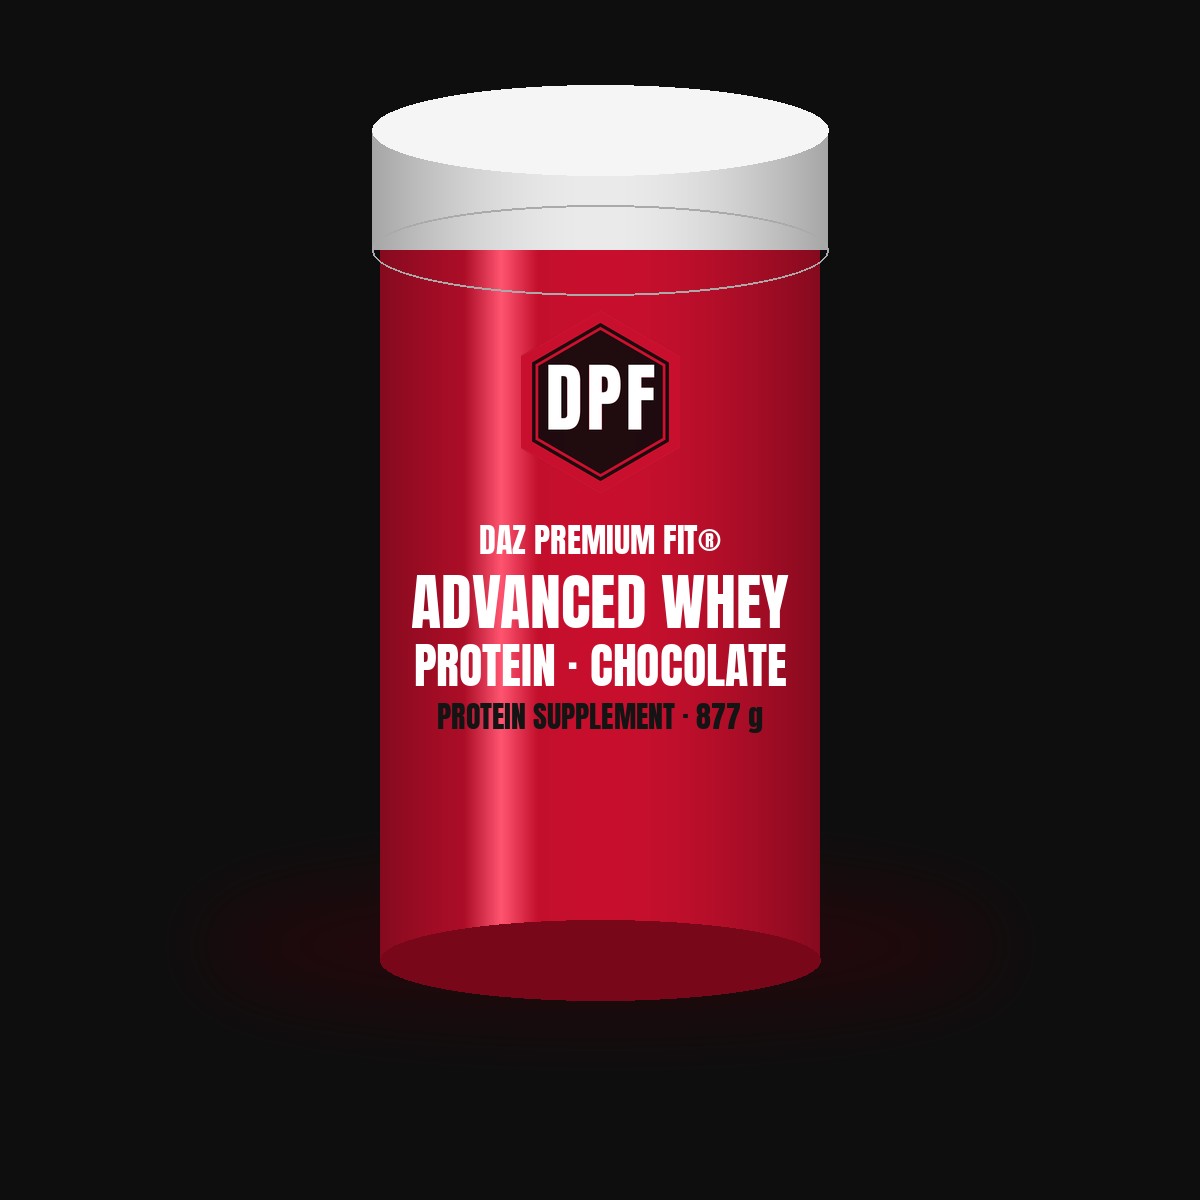 DPF
DAZ PREMIUM FIT®
ADVANCED WHEY
PROTEIN · CHOCOLATE
PROTEIN SUPPLEMENT · 877 g